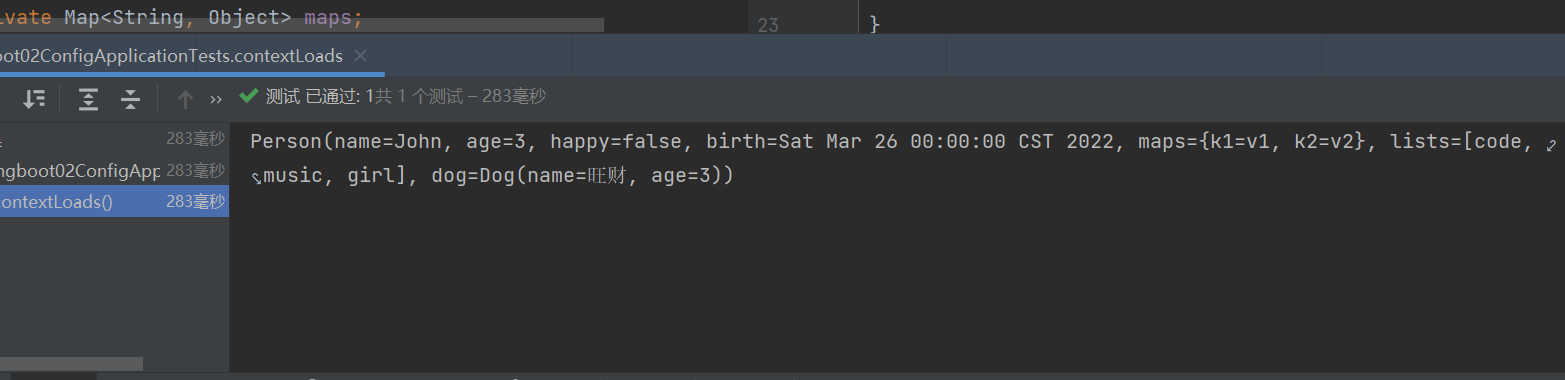 ivate Map<String, Object> maps;
23 }
oot02ConfigApplicationTests.contextLoads
测试 已通过: 1共 1 个测试 – 283毫秒
283毫秒
Person(name=John, age=3, happy=false, birth=Sat Mar 26 00:00:00 CST 2022, maps={k1=v1, k2=v2}, lists=[code,
ngboot02ConfigApp 283毫秒
music, girl], dog=Dog(name=旺财, age=3))
contextLoads() 283毫秒